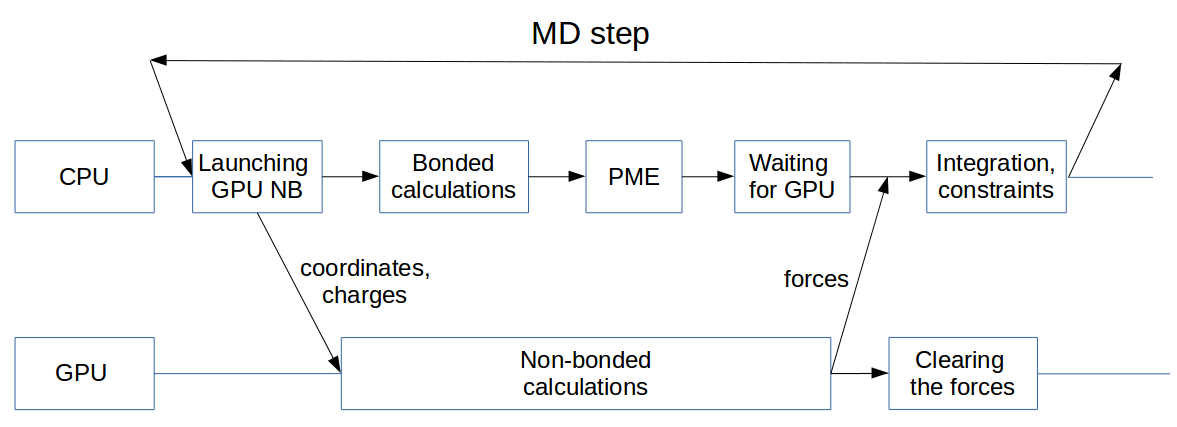 MD step
CPU
Launching
GPU NB
Bonded
calculations
PME
Waiting
for GPU
Integration,
constraints
coordinates,
charges
forces
GPU
Non-bonded
calculations
Clearing
the forces